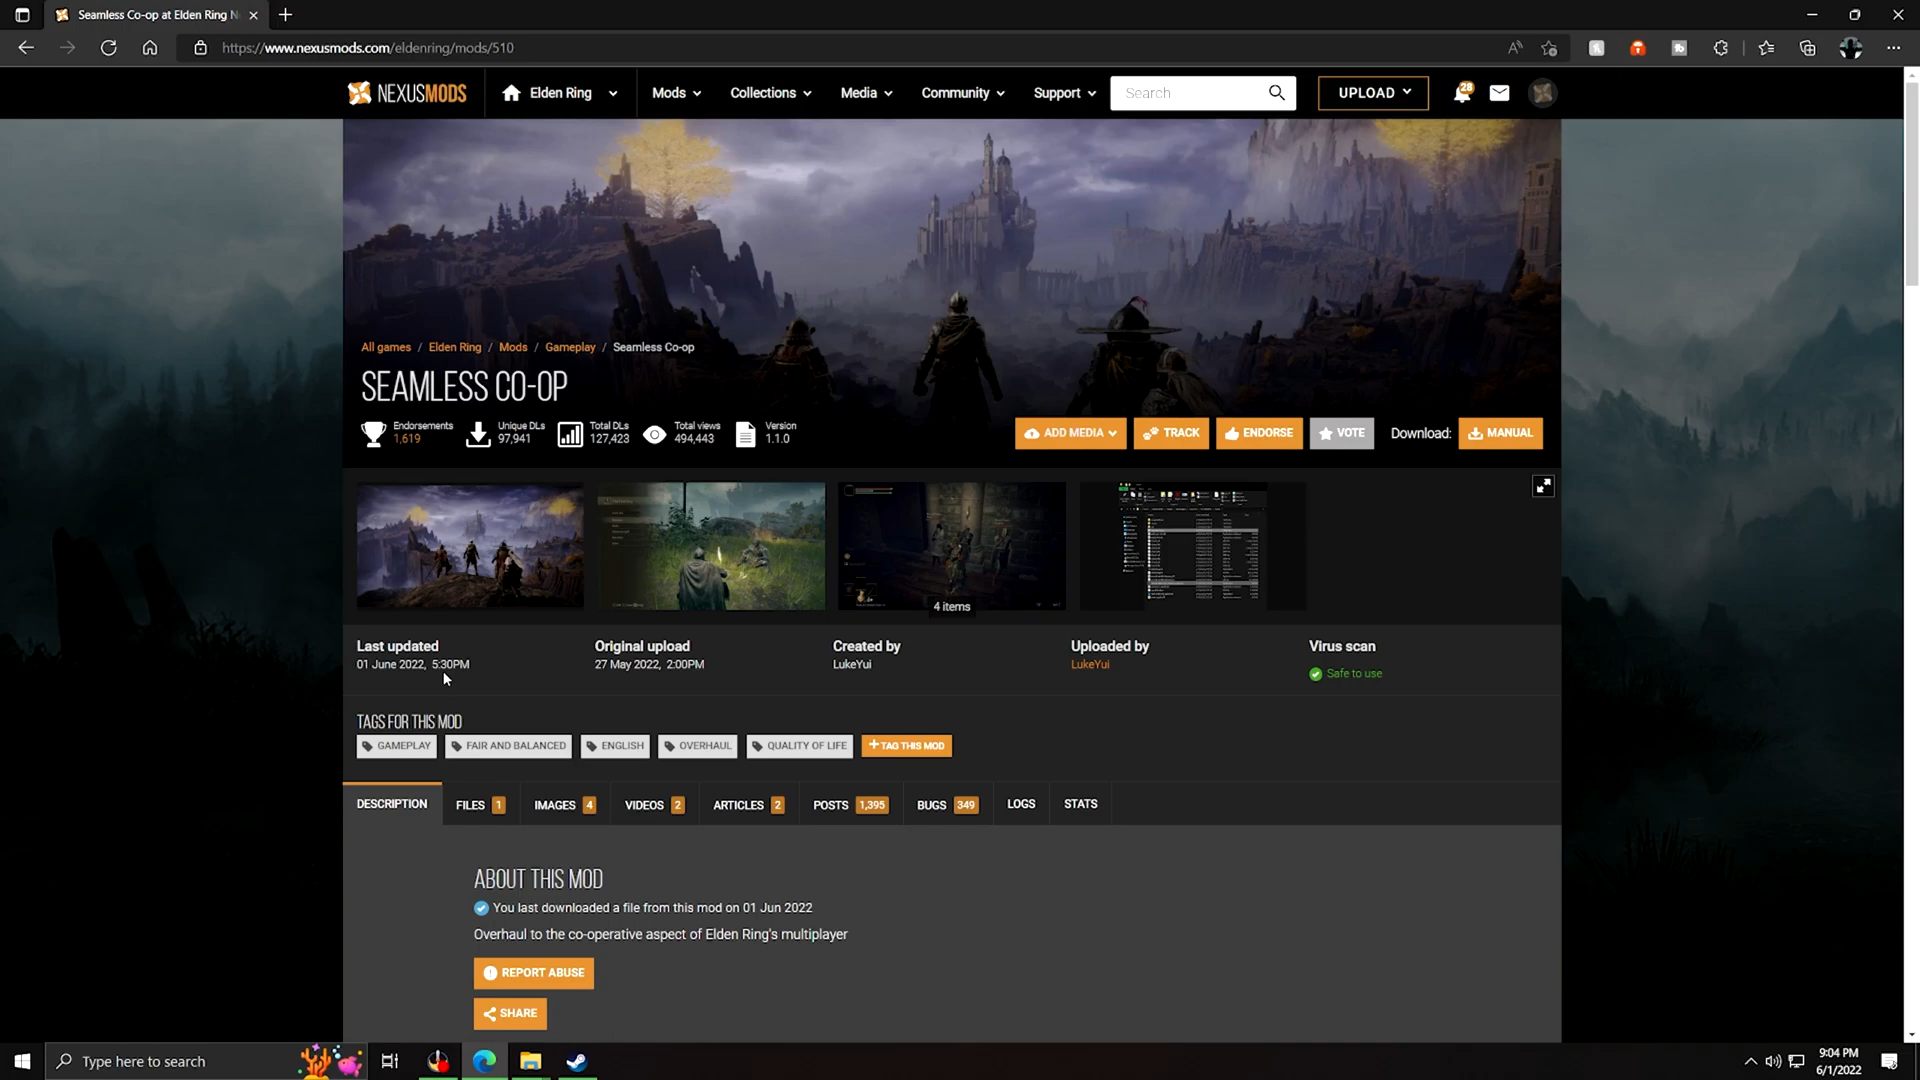 Seamless Co-op at Elden Ring N
https://www.nexusmods.com/eldenring/mods/510
NEXUSMODS
Elden Ring
Mods
Collections
Media
Community
Support
Search
UPLOAD
28
All games / Elden Ring / Mods / Gameplay / Seamless Co-op
SEAMLESS CO-OP
Endorsements
1,619
Unique DLs
97,941
Total DLs
127,423
Total views
494,443
Version
1.1.0
ADD MEDIA
TRACK
ENDORSE
VOTE
Download:
MANUAL
4 items
Last updated
01 June 2022, 5:30PM
Original upload
27 May 2022, 2:00PM
Created by
LukeYui
Uploaded by
LukeYui
Virus scan
Safe to use
TAGS FOR THIS MOD
GAMEPLAY
FAIR AND BALANCED
ENGLISH
OVERHAUL
QUALITY OF LIFE
+TAG THIS MOD
DESCRIPTION
FILES 1
IMAGES 4
VIDEOS 2
ARTICLES 2
POSTS 1,395
BUGS 349
LOGS
STATS
ABOUT THIS MOD
You last downloaded a file from this mod on 01 Jun 2022
Overhaul to the co-operative aspect of Elden Ring's multiplayer
REPORT ABUSE
SHARE
Type here to search
9:04 PM
6/1/2022